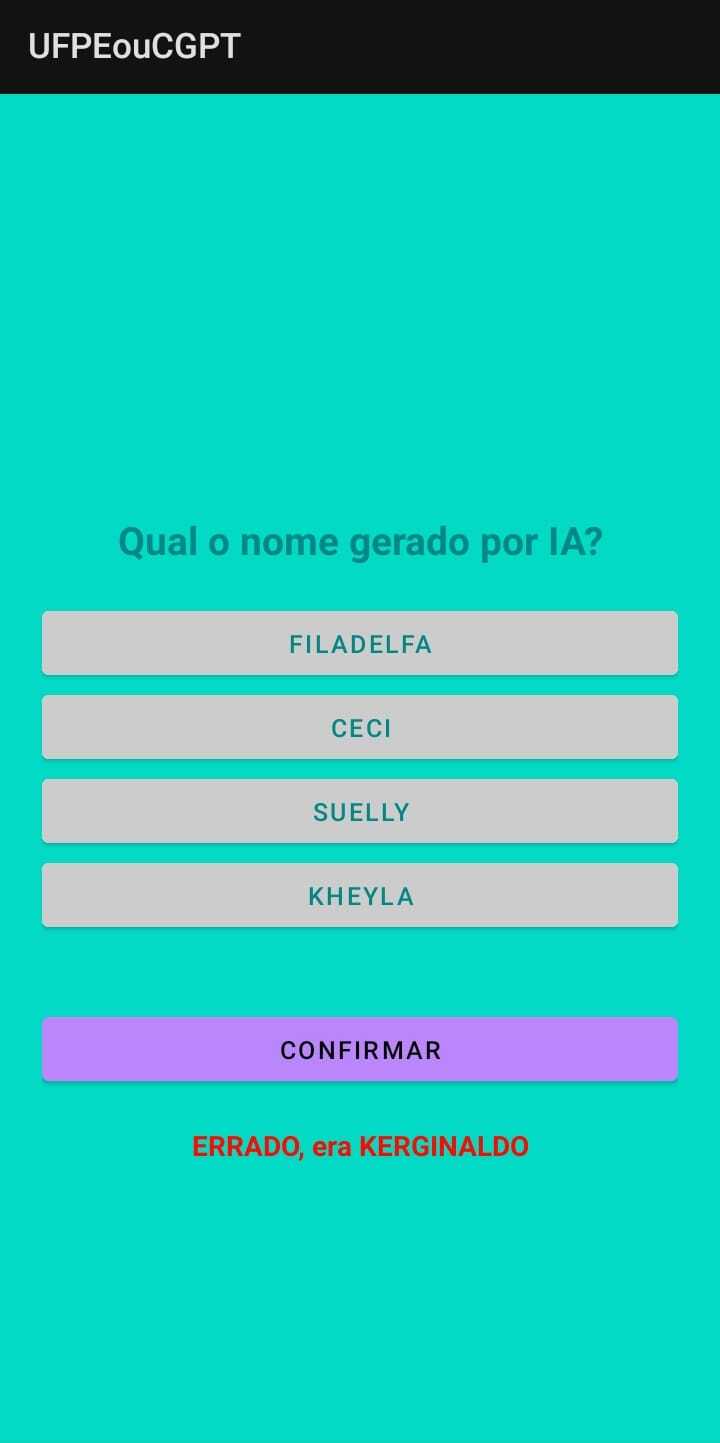 UFPEouCGPT
Qual o nome gerado por IA?
FILADELFA
CECI
SUELLY
KHEYLA
CONFIRMAR
ERRADO, era KERGINALDO